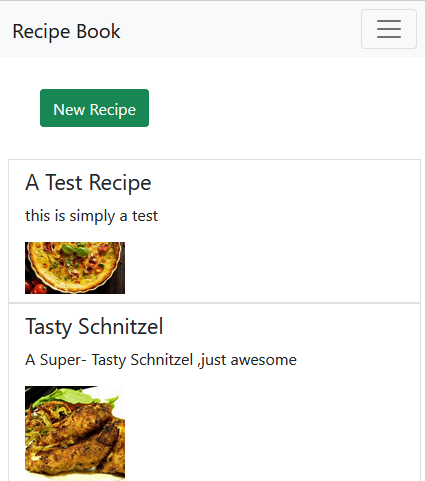 Recipe Book
New Recipe
A Test Recipe
this is simply a test
Tasty Schnitzel
A Super- Tasty Schnitzel ,just awesome